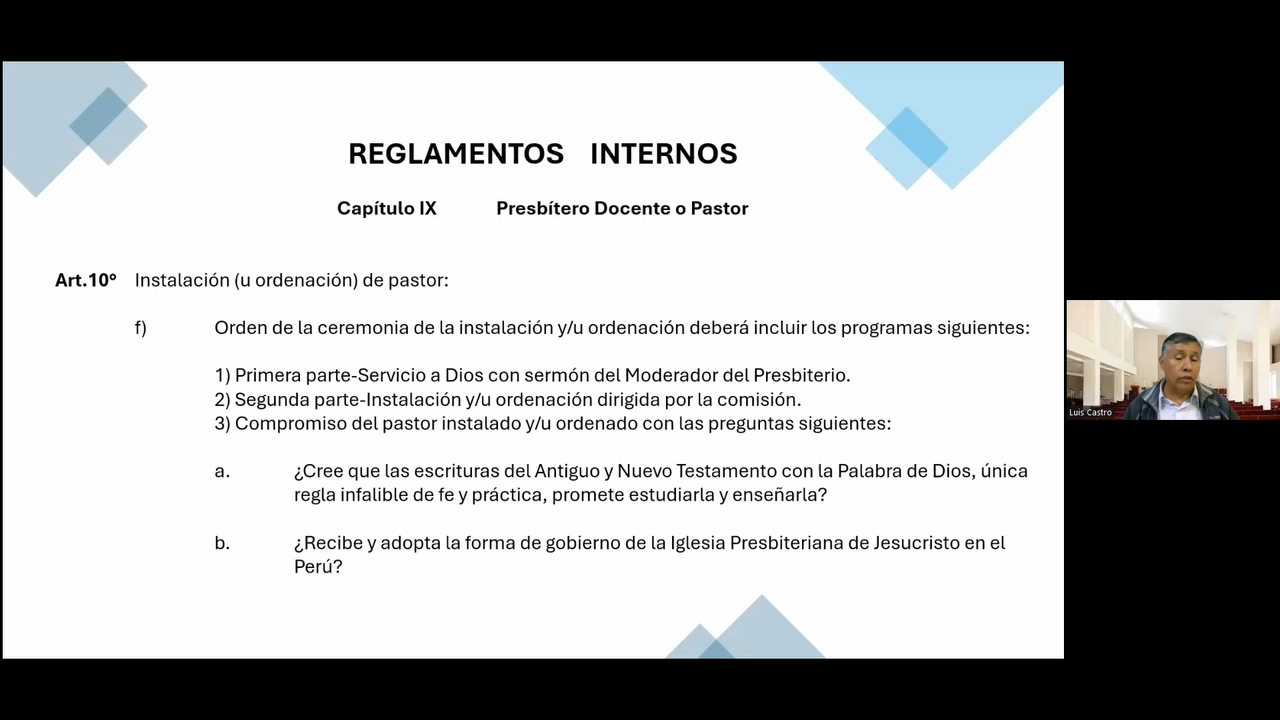 REGLAMENTOS INTERNOS
Capítulo IX Presbítero Docente o Pastor
Art.10° Instalación (u ordenación) de pastor:
f) Orden de la ceremonia de la instalación y/u ordenación deberá incluir los programas siguientes:
1) Primera parte-Servicio a Dios con sermón del Moderador del Presbiterio.
2) Segunda parte-Instalación y/u ordenación dirigida por la comisión.
3) Compromiso del pastor instalado y/u ordenado con las preguntas siguientes:
a. ¿Cree que las escrituras del Antiguo y Nuevo Testamento con la Palabra de Dios, única
regla infalible de fe y práctica, promete estudiarla y enseñarla?
b. ¿Recibe y adopta la forma de gobierno de la Iglesia Presbiteriana de Jesucristo en el
Perú?
Luis Castro